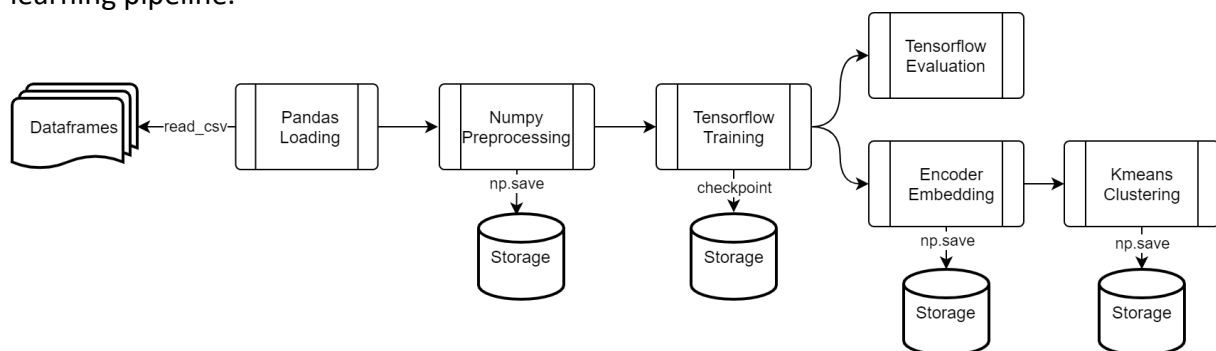 learning pipeline.
Dataframes
read_csv
Pandas
Loading
Numpy
Preprocessing
np.save
Storage
Tensorflow
Training
checkpoint
Storage
Tensorflow
Evaluation
Encoder
Embedding
np.save
Storage
Kmeans
Clustering
np.save
Storage